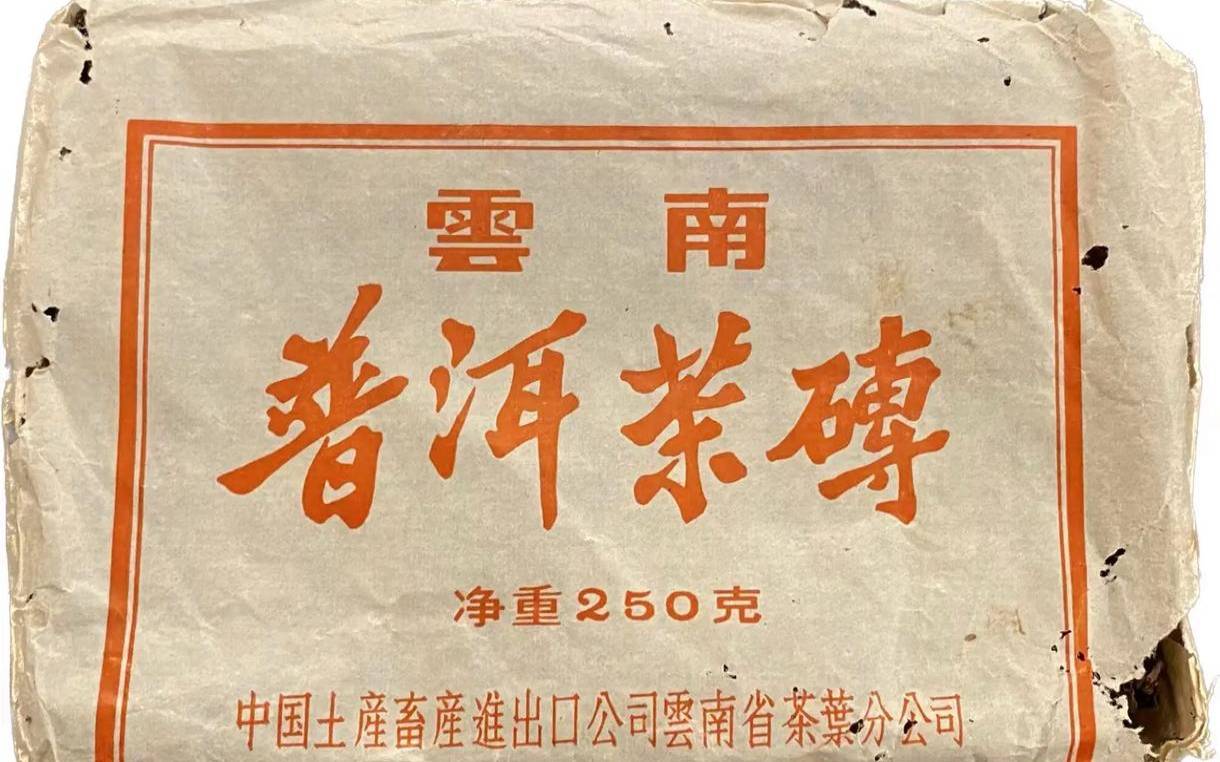 雲南
普洱茶磚
净重250克
中国土産畜産進出口公司雲南省茶葉分公司